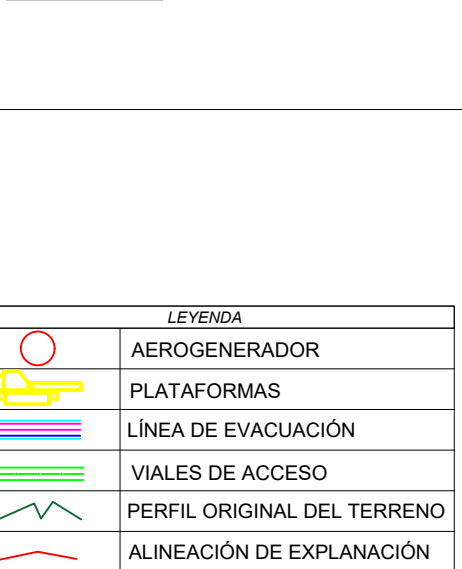 LEYENDA
AEROGENERADOR
PLATAFORMAS
LÍNEA DE EVACUACIÓN
VIALES DE ACCESO
PERFIL ORIGINAL DEL TERRENO
ALINEACIÓN DE EXPLANACIÓN